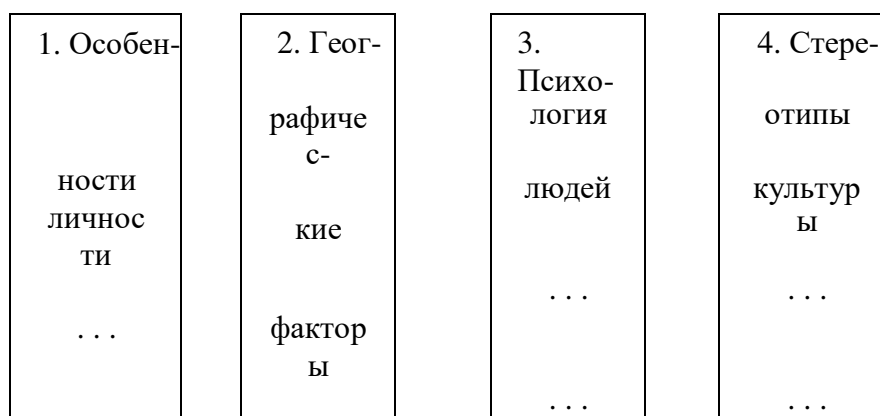 1. Особен-
ности
личнос
ти
. . .
2. Геог-
рафиче
с-
кие
фактор
ы
3.
Психо-
логия
людей
. . .
. . .
4. Стере-
отипы
культур
ы
. . .
. . .